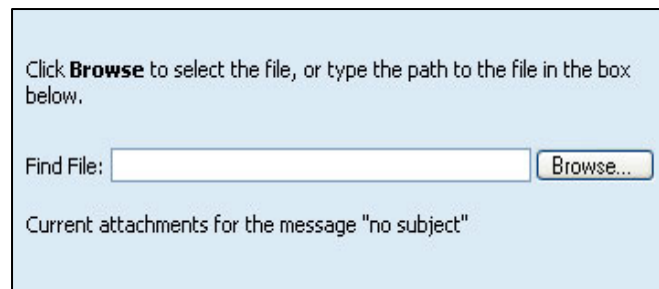 Click Browse to select the file, or type the path to the file in the box
below.
Find File: Browse...
Current attachments for the message "no subject"